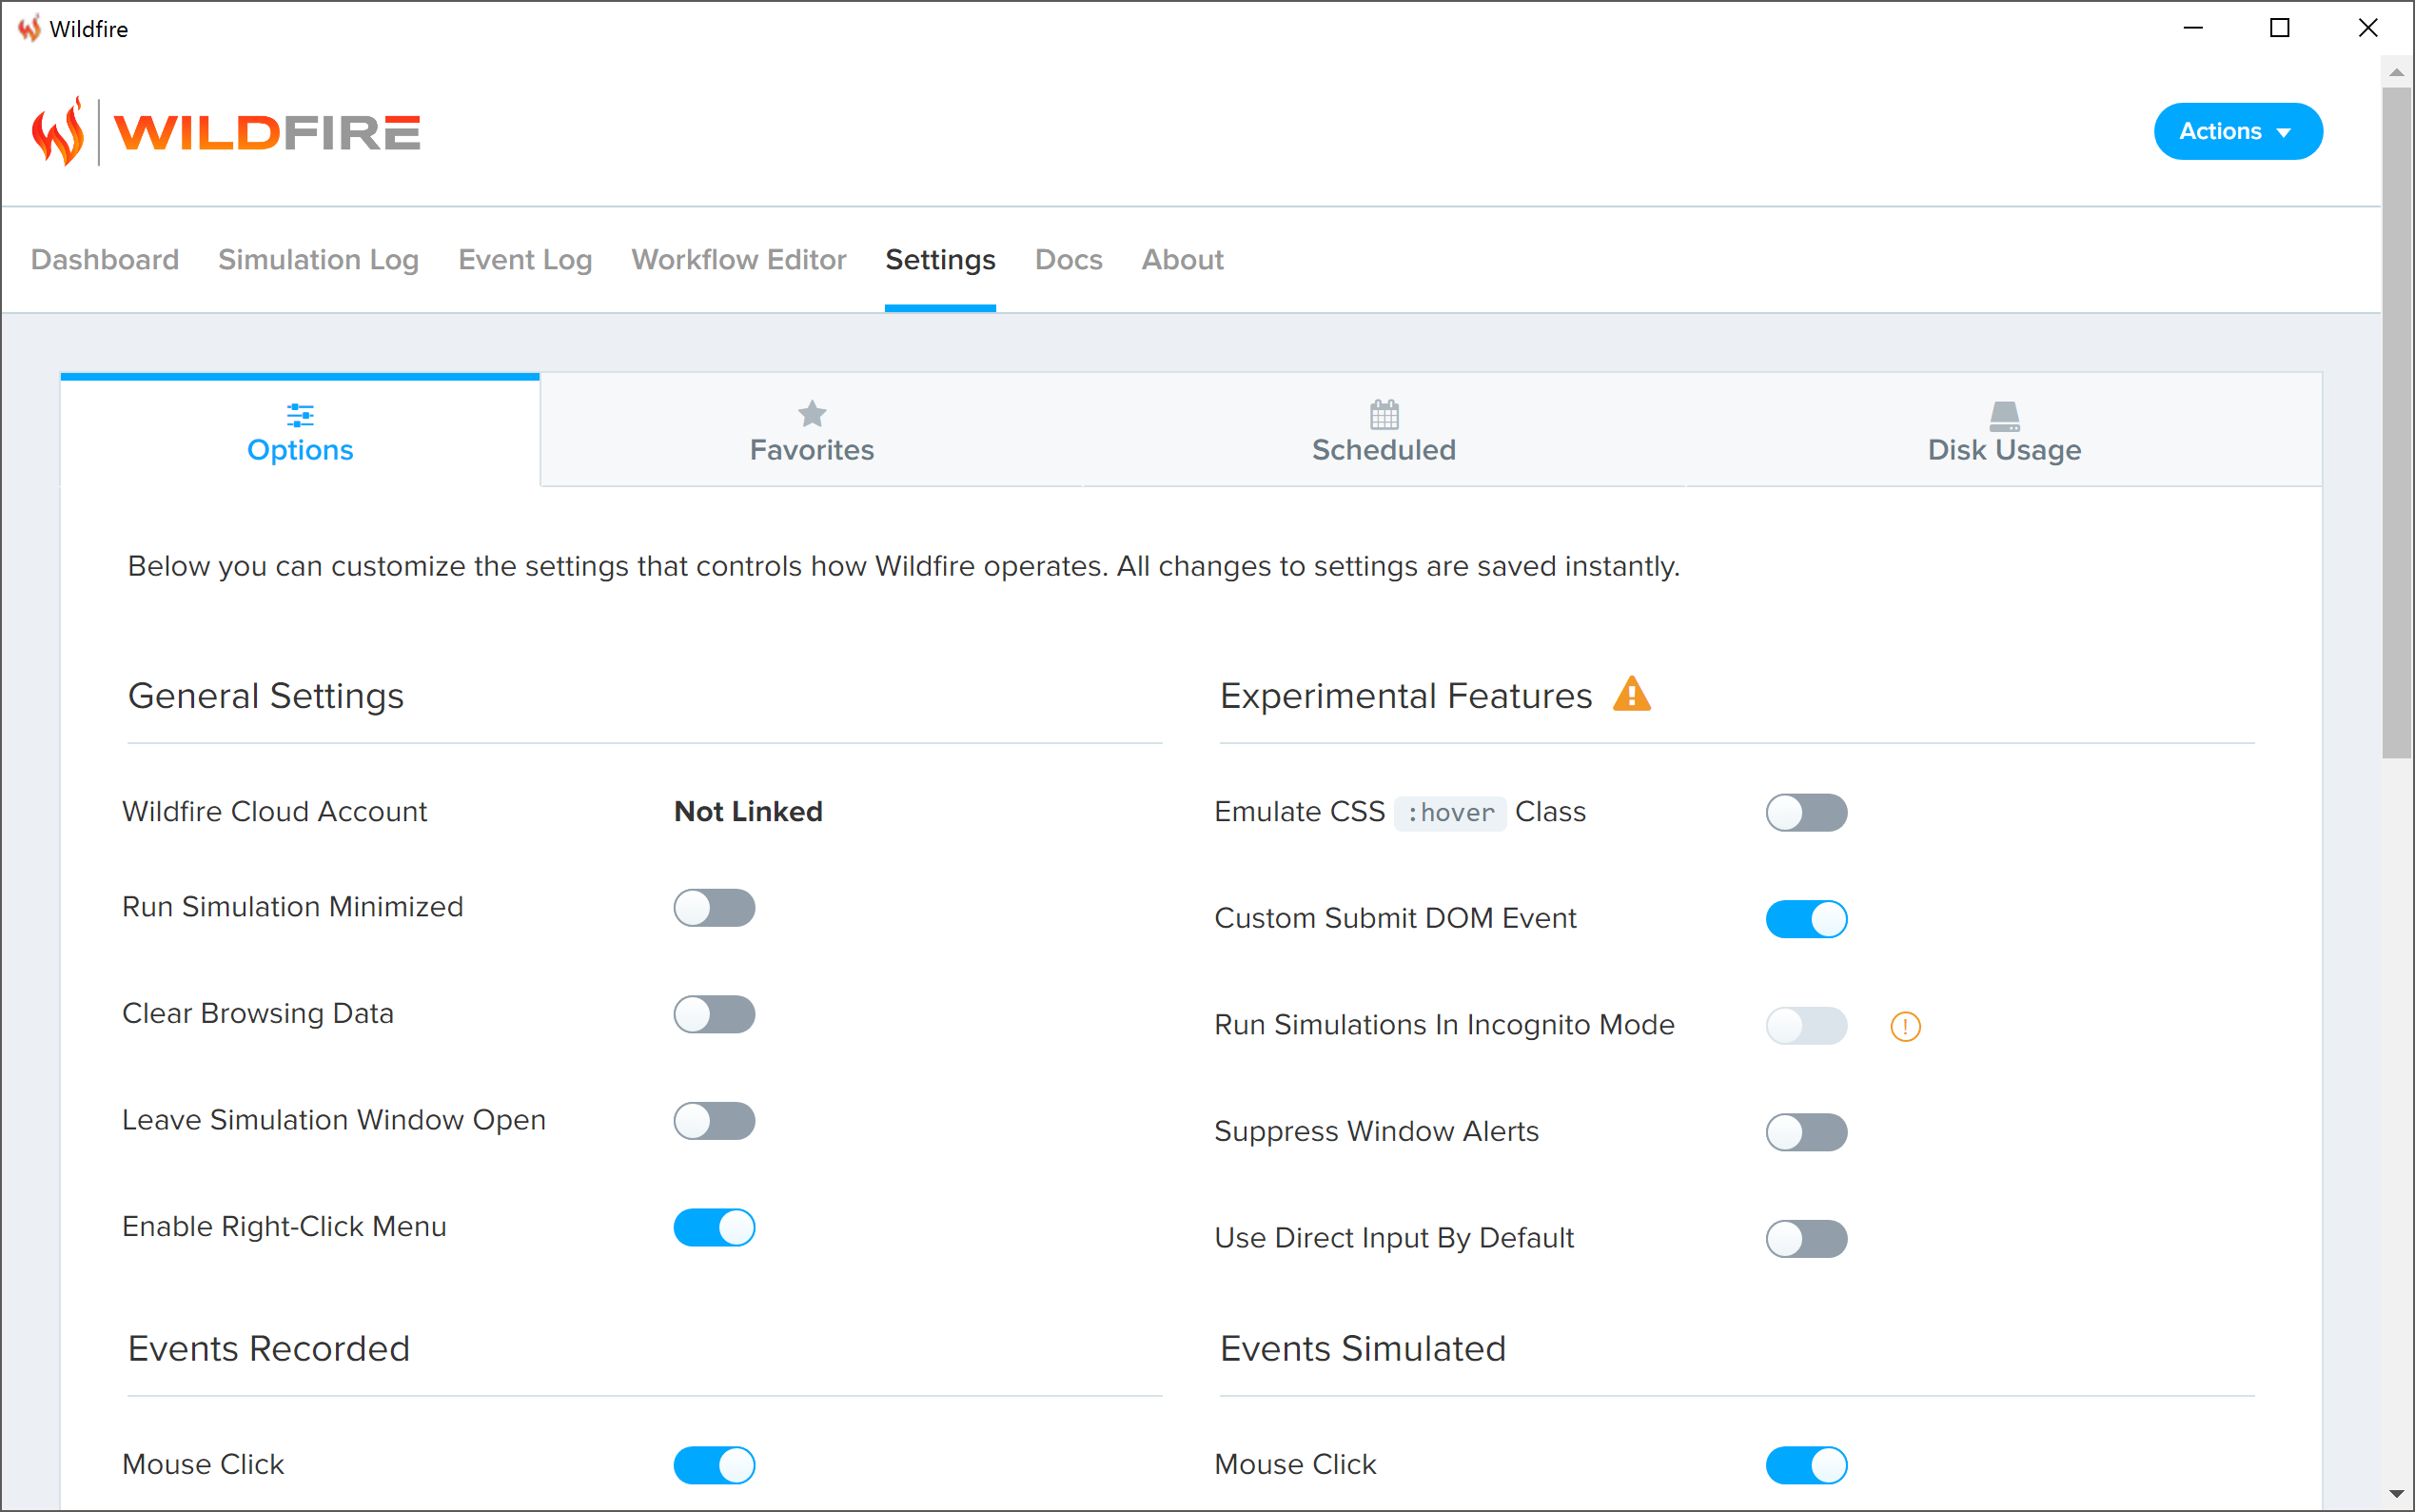 Wildfire
WILDFIRE
Actions
Dashboard Simulation Log Event Log Workflow Editor Settings Docs About
Options Favorites Scheduled Disk Usage
Below you can customize the settings that controls how Wildfire operates. All changes to settings are saved instantly.
General Settings
Wildfire Cloud Account Not Linked
Run Simulation Minimized
Clear Browsing Data
Leave Simulation Window Open
Enable Right-Click Menu
Experimental Features
Emulate CSS :hover Class
Custom Submit DOM Event
Run Simulations In Incognito Mode
Suppress Window Alerts
Use Direct Input By Default
Events Recorded
Mouse Click
Events Simulated
Mouse Click